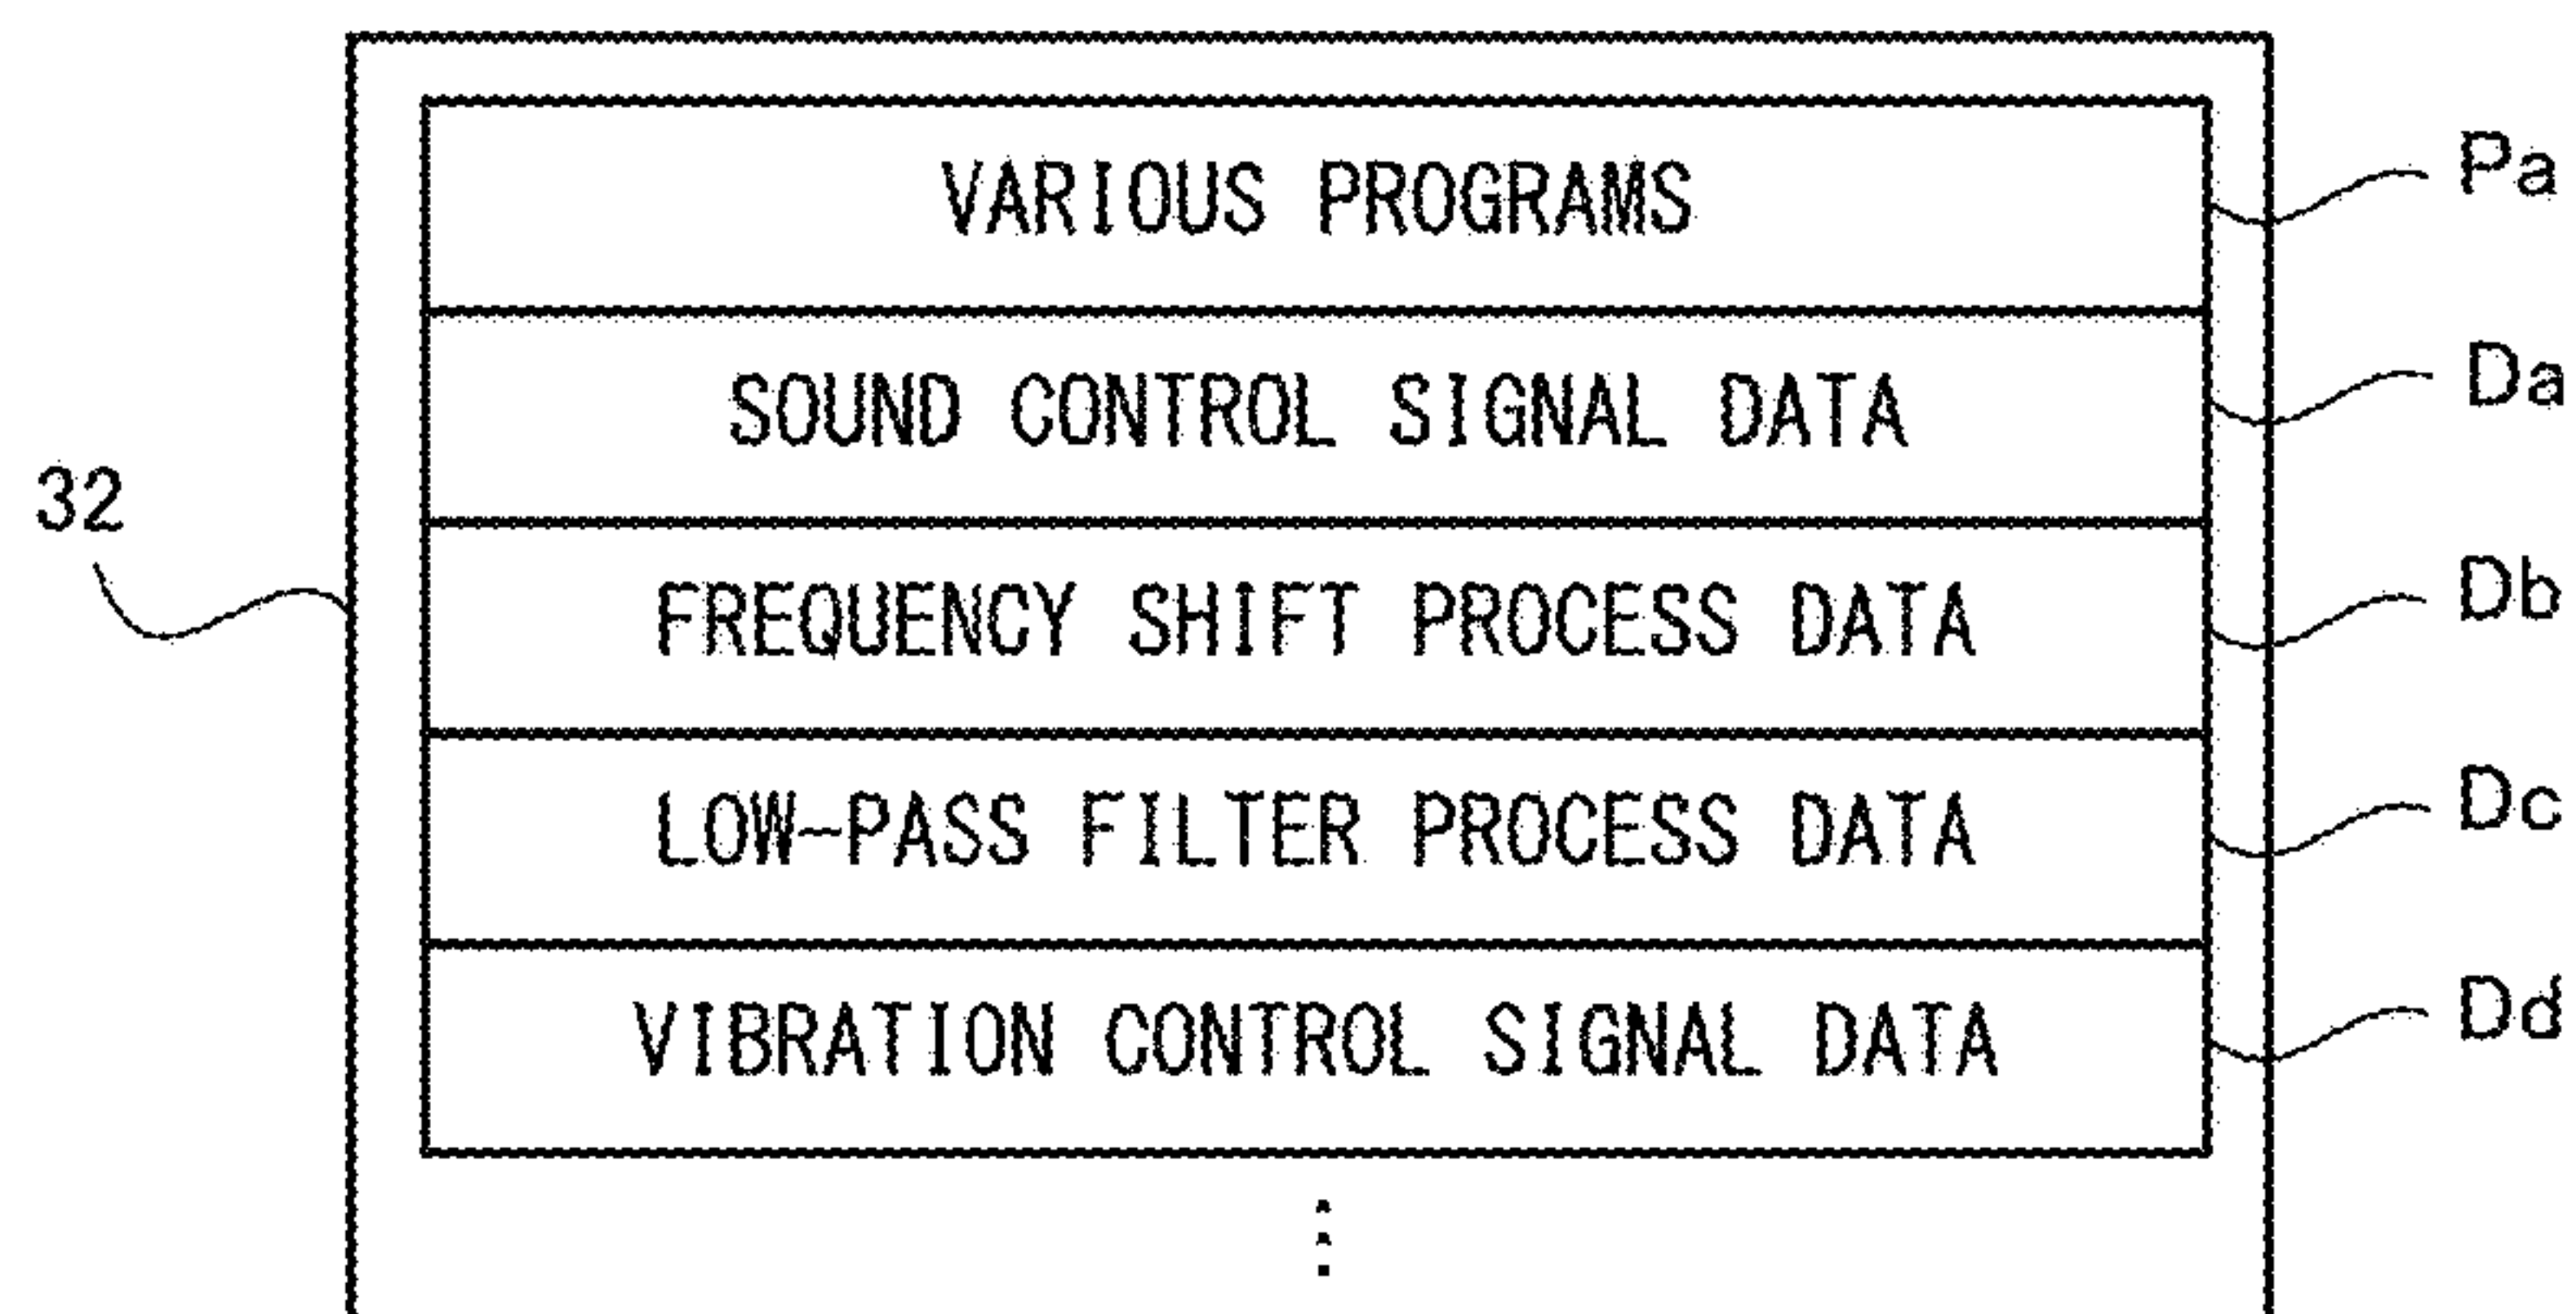 VARIOUS PROGRAMS Pa
SOUND CONTROL SIGNAL DATA Da
32
FREQUENCY SHIFT PROCESS DATA Db
LOW-PASS FILTER PROCESS DATA Dc
VIBRATION CONTROL SIGNAL DATA Dd